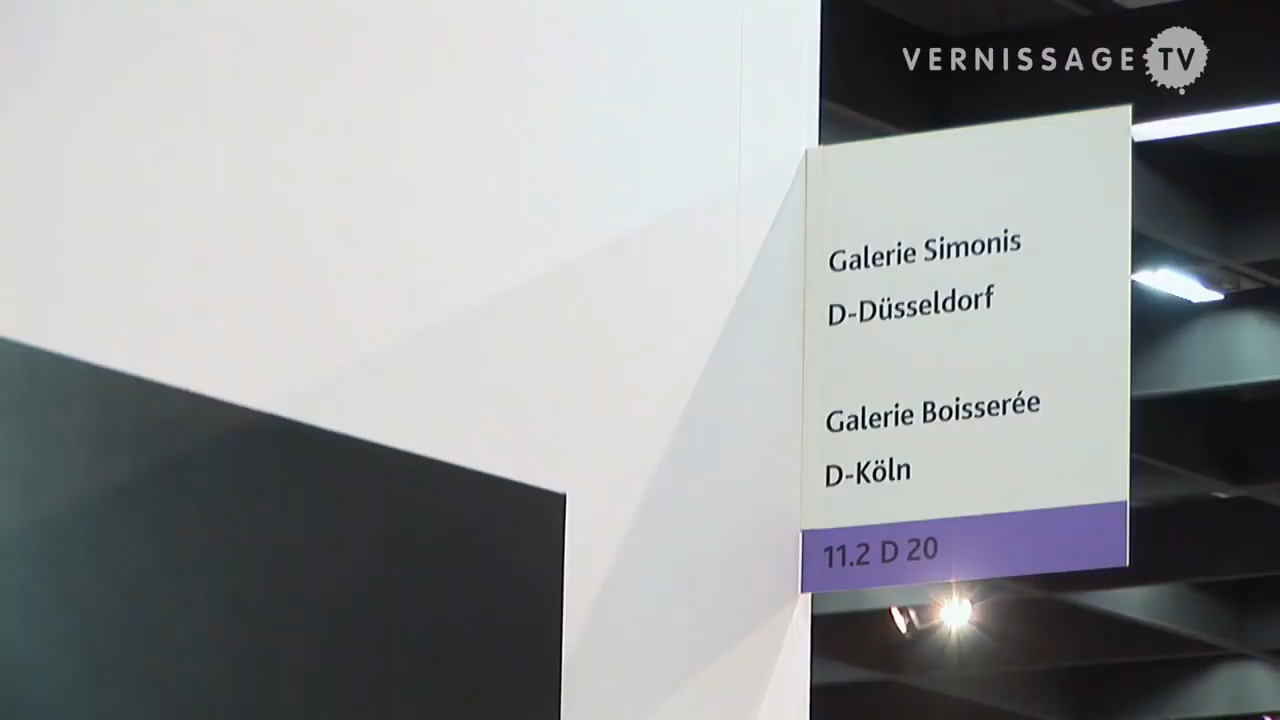 VERNISSAGE TV
Galerie Simonis
D-Düsseldorf
Galerie Boisserée
D-Köln
11.2 D 20